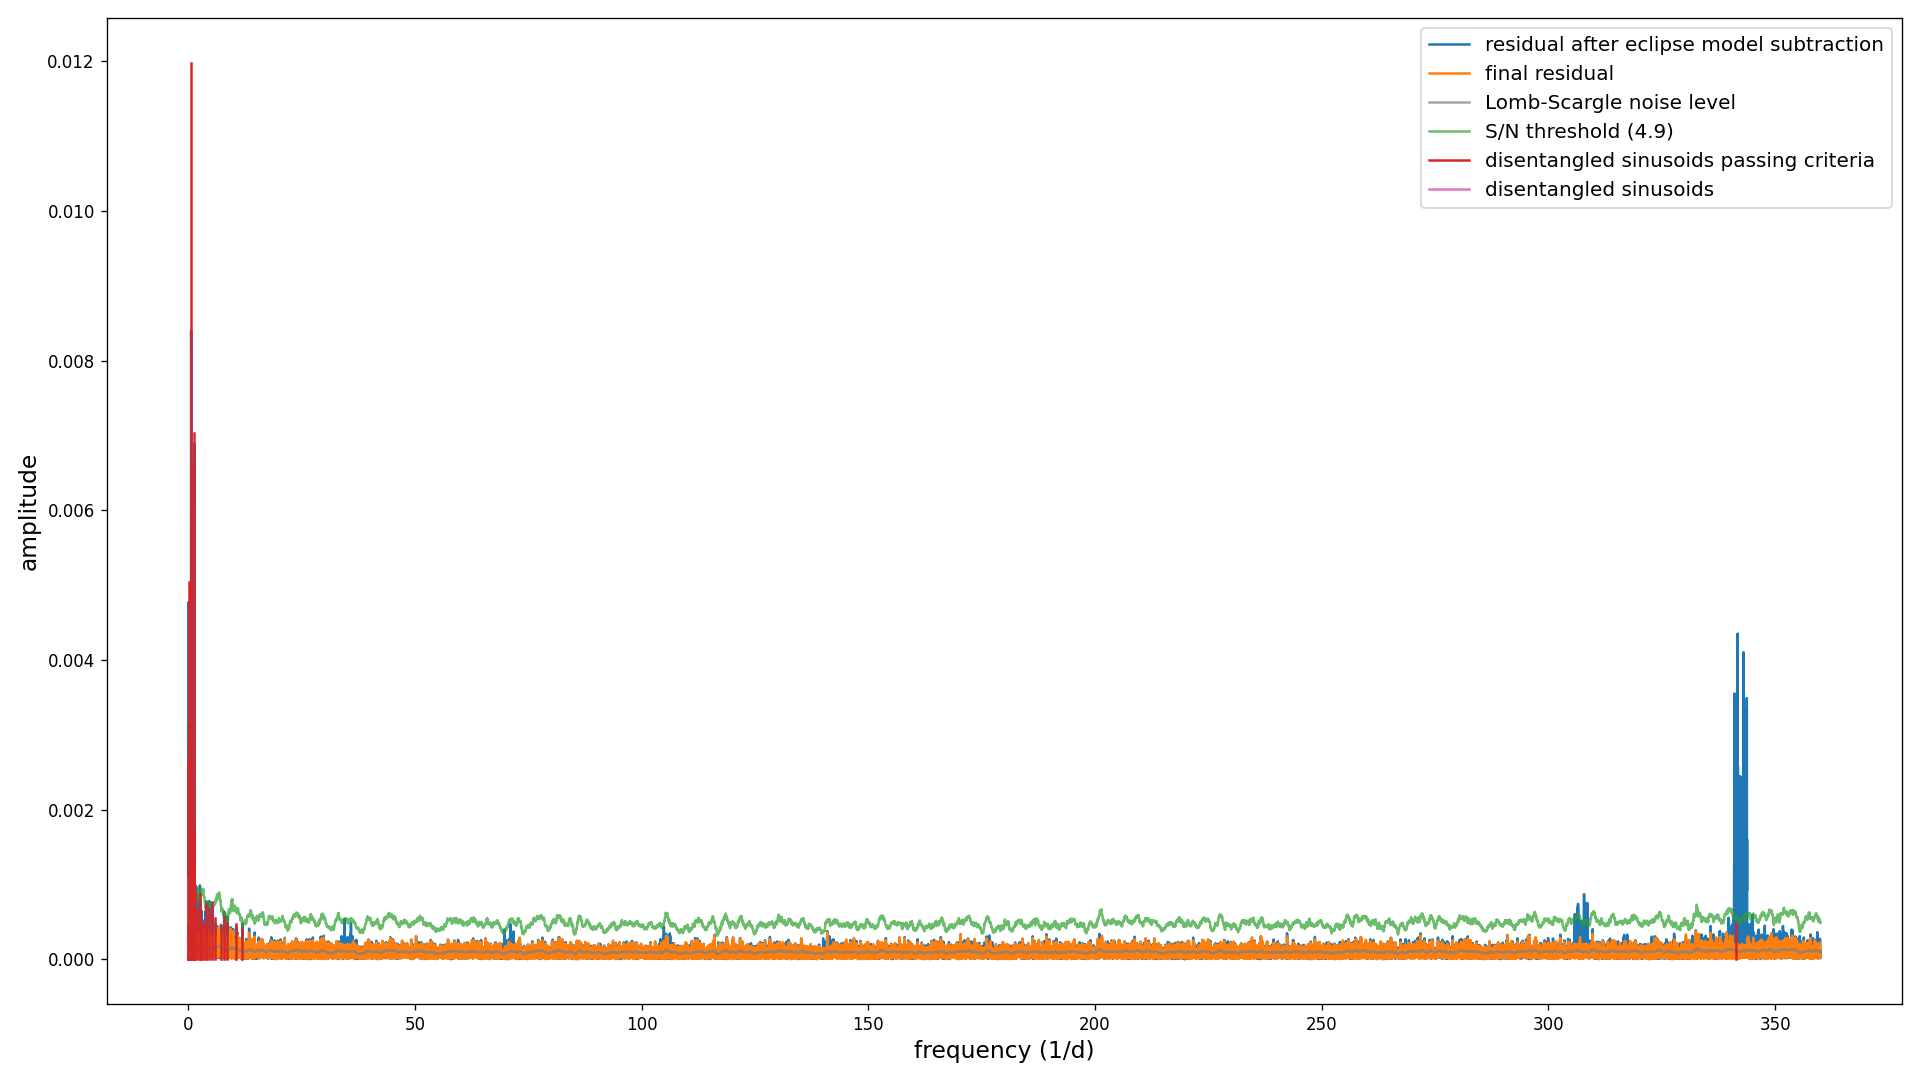 residual after eclipse model subtraction
final residual
Lomb-Scargle noise level
S/N threshold (4.9)
disentangled sinusoids passing criteria
disentangled sinusoids
0.012
0.010
0.008
0.006
0.004
0.002
0.000
amplitude
0 50 100 150 200 250 300 350
frequency (1/d)